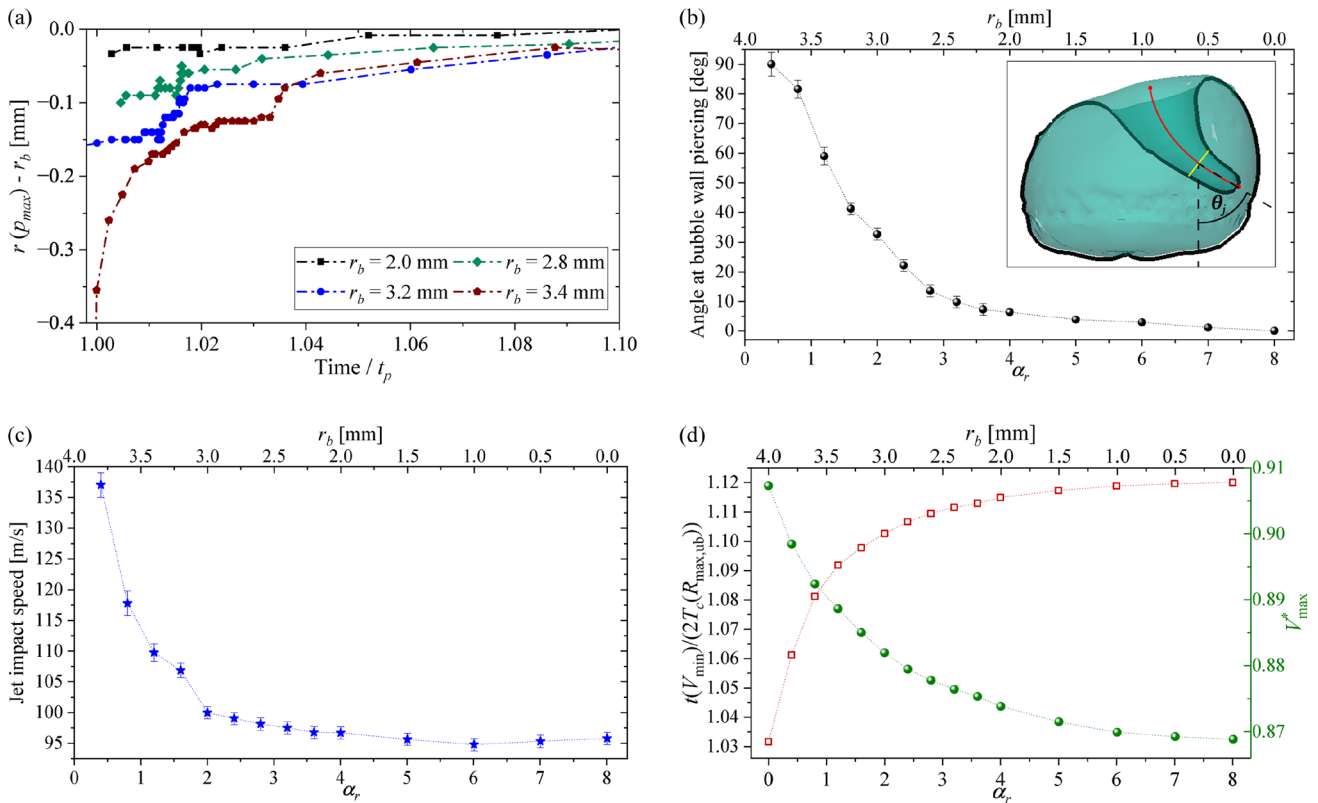 (a)
0.0
−0.1
−0.2
−0.3
−0.4
r (pmax) - rb [mm]
rb = 2.0 mm
rb = 2.8 mm
rb = 3.2 mm
rb = 3.4 mm
1.00 1.02 1.04 1.06 1.08 1.10
Time / tp
(b)
rb [mm]
4.0 3.5 3.0 2.5 2.0 1.5 1.0 0.5 0.0
90
80
70
60
50
40
30
20
10
0
Angle at bubble wall piercing [deg]
θj
0 1 2 3 4 5 6 7 8
αr
(c)
rb [mm]
4.0 3.5 3.0 2.5 2.0 1.5 1.0 0.5 0.0
140
135
130
125
120
115
110
105
100
95
Jet impact speed [m/s]
0 1 2 3 4 5 6 7 8
αr
(d)
rb [mm]
4.0 3.5 3.0 2.5 2.0 1.5 1.0 0.5 0.0
1.12
1.11
1.10
1.09
1.08
1.07
1.06
1.05
1.04
1.03
t(Vmin)/(2Tc(Rmax,ub))
0.91
0.90
0.89
0.88
0.87
V*max
0 1 2 3 4 5 6 7 8
αr